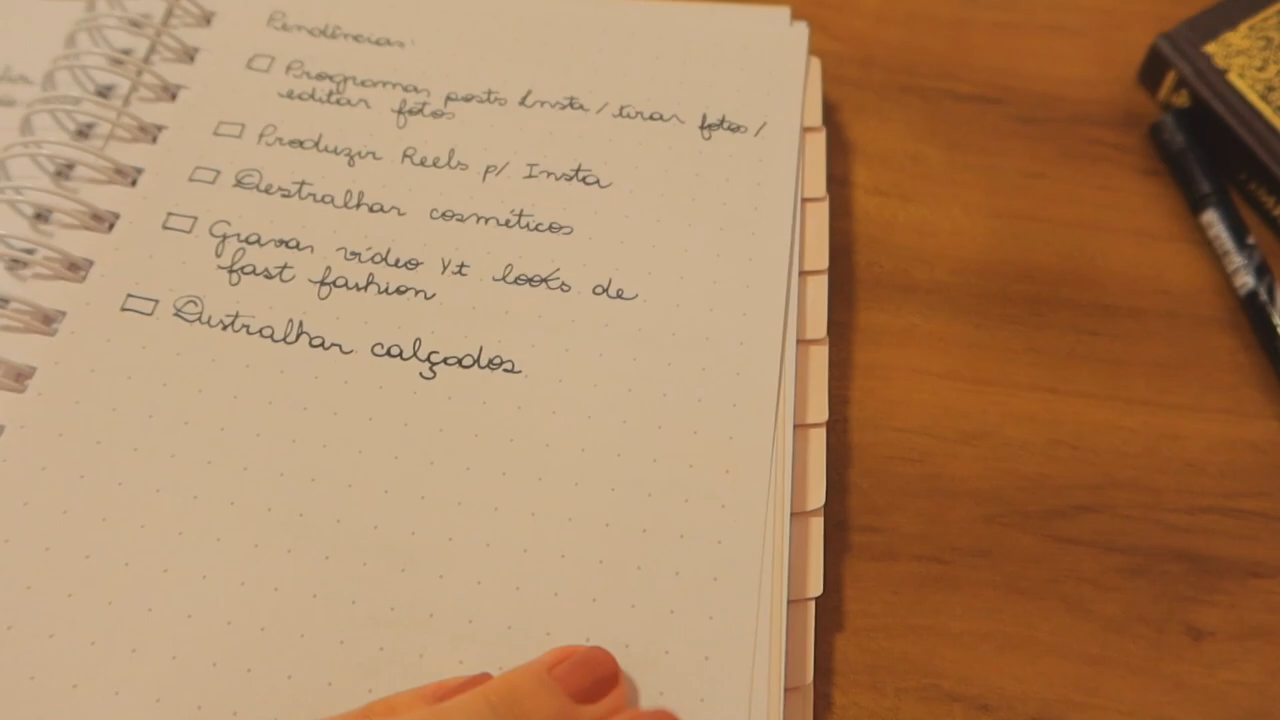 Pendências:
Programar posts Insta / tirar fotos /
editar fotos
Produzir Reels p/ Insta
Destralhar cosméticos
Gravar vídeo YT looks de
fast fashion
Destralhar calçados